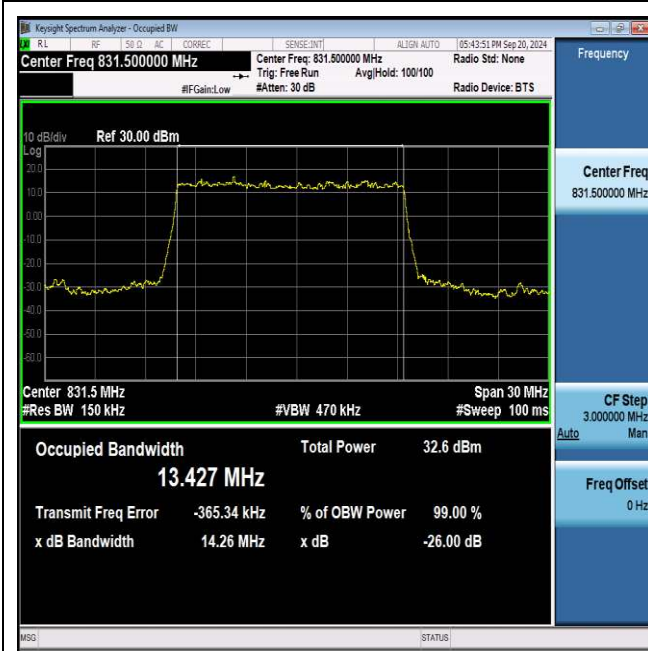 Keysight Spectrum Analyzer - Occupied BW
RL RF 50 Ω AC CORREC SENSE:INT ALIGN AUTO 05:43:51 PM Sep 20, 2024
Center Freq 831.500000 MHz Center Freq: 831.500000 MHz Radio Std: None
Trig: Free Run Avg|Hold: 100/100
#IFGain:Low #Atten: 30 dB Radio Device: BTS
Frequency
10 dB/div Ref 30.00 dBm
Log
20.0
10.0
0.00
-10.0
-20.0
-30.0
-40.0
-50.0
-60.0
Center 831.5 MHz Span 30 MHz
#Res BW 150 kHz #VBW 470 kHz #Sweep 100 ms
Occupied Bandwidth Total Power 32.6 dBm
13.427 MHz
Transmit Freq Error -365.34 kHz % of OBW Power 99.00 %
x dB Bandwidth 14.26 MHz x dB -26.00 dB
Center Freq
831.500000 MHz
CF Step
3.000000 MHz
Auto Man
Freq Offset
0 Hz
MSG STATUS